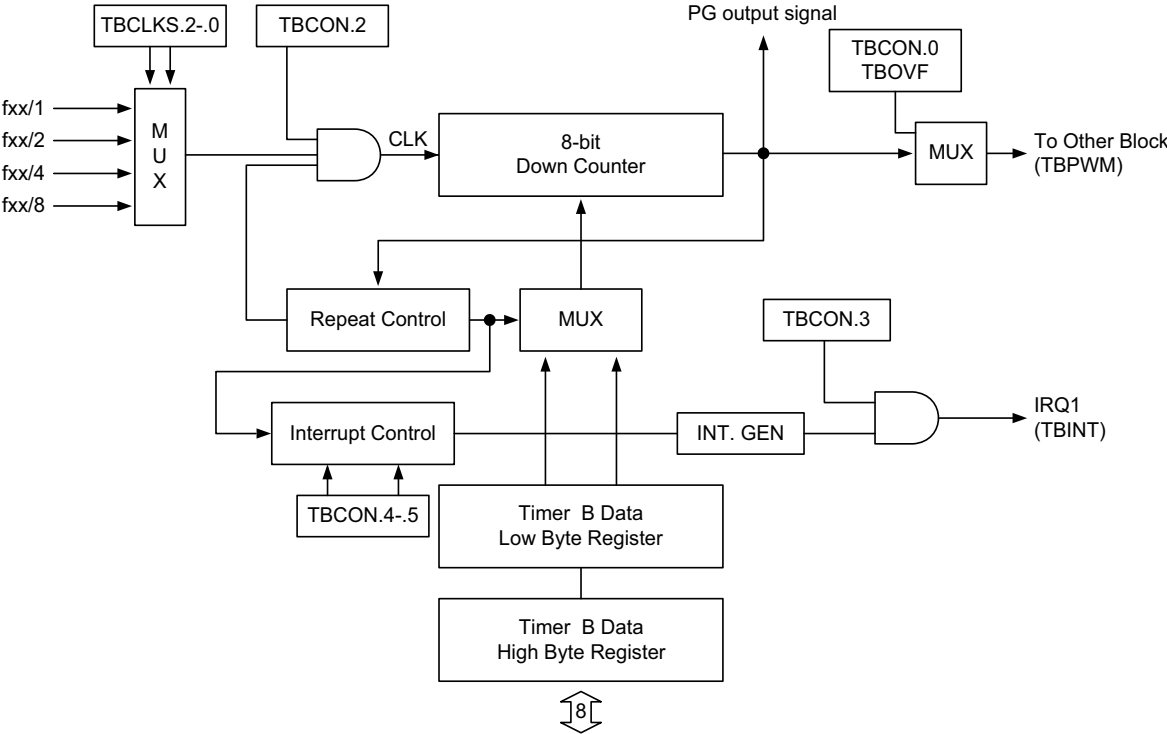 PG output signal
TBCLKS.2-.0
TBCON.2
TBCON.0
TBOVF
fxx/1
fxx/2
fxx/4
fxx/8
M
U
X
CLK
8-bit
Down Counter
MUX
To Other Block
(TBPWM)
Repeat Control
MUX
TBCON.3
Interrupt Control
INT. GEN
IRQ1
(TBINT)
TBCON.4-.5
Timer B Data
Low Byte Register
Timer B Data
High Byte Register
8